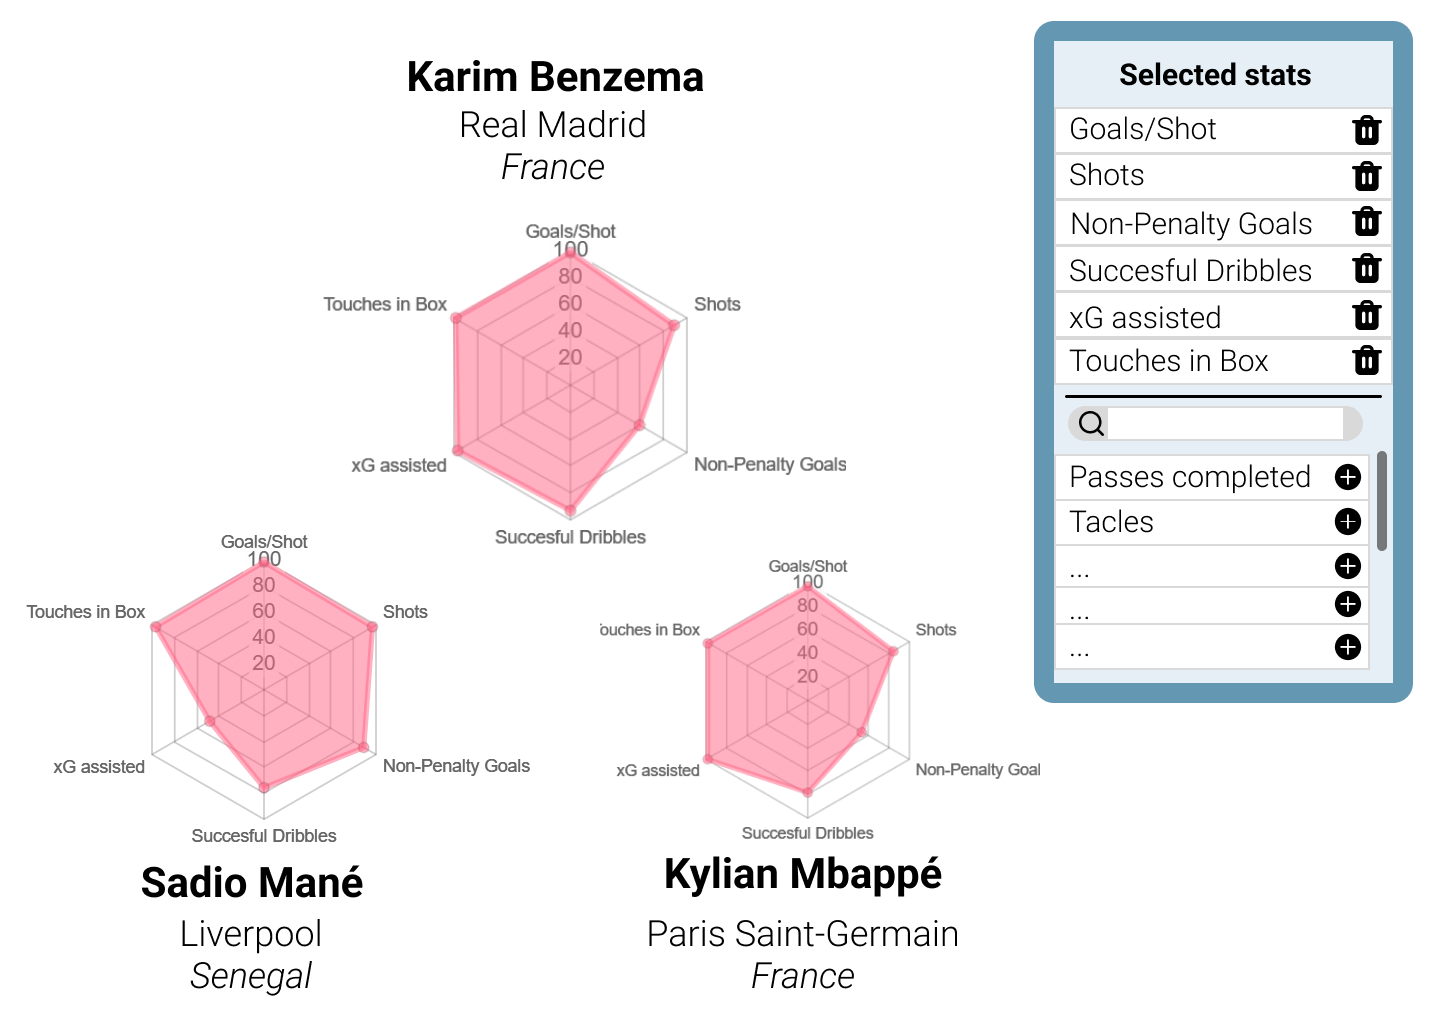 Karim Benzema
Real Madrid
France
Goals/Shot
100
80
60
40
20
Touches in Box
Shots
xG assisted
Non-Penalty Goals
Succesful Dribbles
Goals/Shot
100
80
60
40
20
Touches in Box
Shots
xG assisted
Non-Penalty Goals
Succesful Dribbles
Sadio Mané
Liverpool
Senegal
Goals/Shot
100
80
60
40
20
ouches in Box
Shots
xG assisted
Non-Penalty Goal
Succesful Dribbles
Kylian Mbappé
Paris Saint-Germain
France
Selected stats
Goals/Shot
Shots
Non-Penalty Goals
Succesful Dribbles
xG assisted
Touches in Box
Passes completed
Tacles
...
...
...